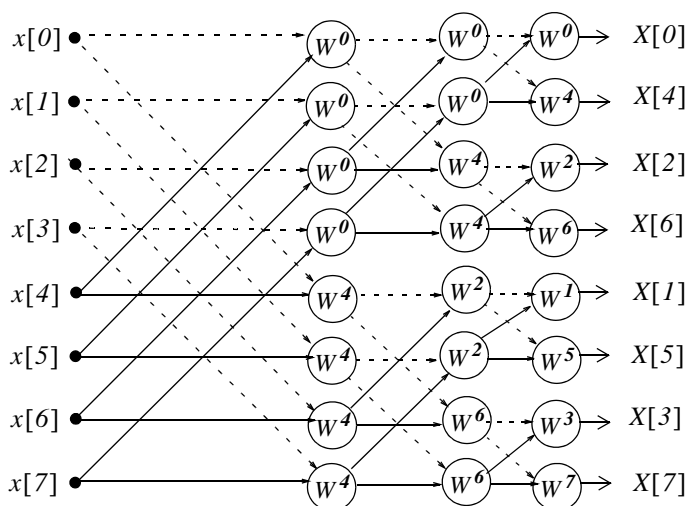 x[0] W⁰ W⁰ W⁰ X[0]
x[1] W⁰ W⁰ W⁴ X[4]
x[2] W⁰ W⁴ W² X[2]
x[3] W⁰ W⁴ W⁶ X[6]
x[4] W⁴ W² W¹ X[1]
x[5] W⁴ W² W⁵ X[5]
x[6] W⁴ W⁶ W³ X[3]
x[7] W⁴ W⁶ W⁷ X[7]